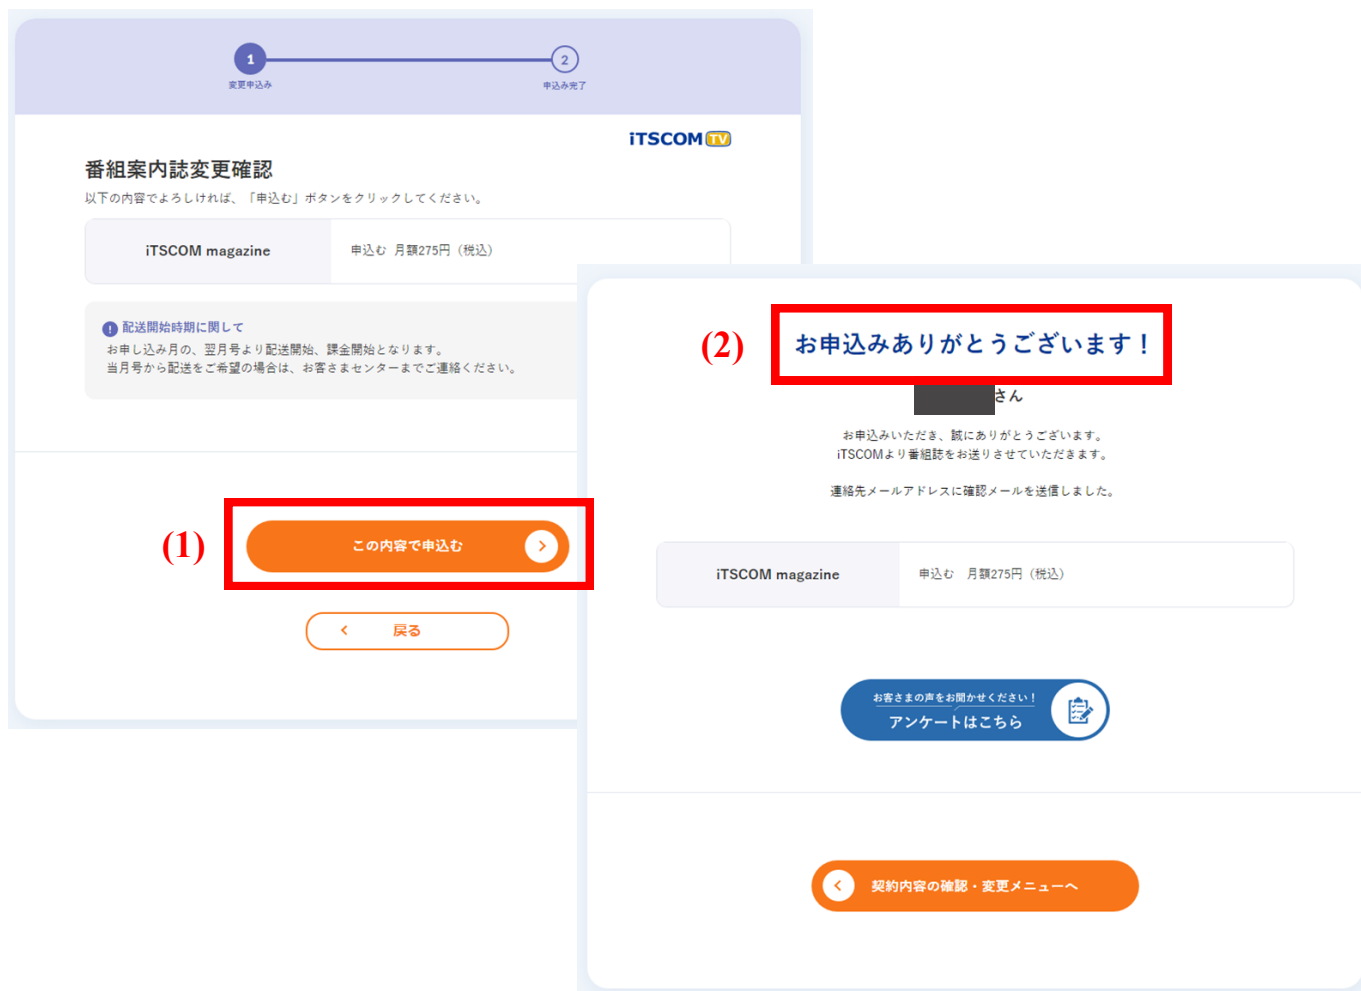 1
2
変更申込み
申込み完了
iTSCOM TV
番組案内誌変更確認
以下の内容でよろしければ、「申込む」ボタンをクリックしてください。
iTSCOM magazine
申込む 月額275円（税込）
! 配送開始時期に関して
お申し込み月の、翌月号より配送開始、課金開始となります。
当月号から配送をご希望の場合は、お客さまセンターまでご連絡ください。
(1)
この内容で申込む
戻る
(2)
お申込みありがとうございます！
さん
お申込みいただき、誠にありがとうございます。
iTSCOMより番組誌をお送りさせていただきます。
連絡先メールアドレスに確認メールを送信しました。
iTSCOM magazine
申込む 月額275円（税込）
お客さまの声をお聞かせください！
アンケートはこちら
契約内容の確認・変更メニューへ